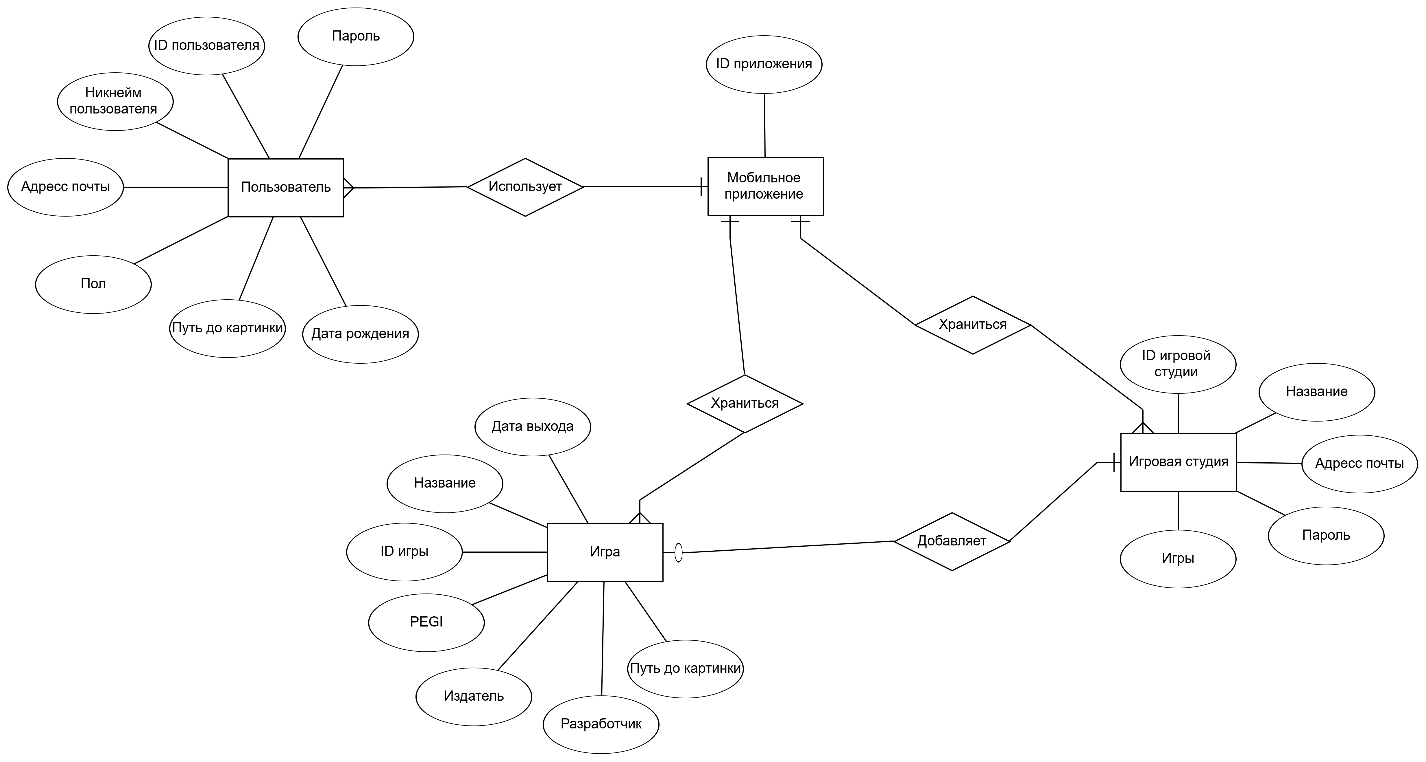 Пароль
ID пользователя
Никнейм
пользователя
Адресс почты
Пользователь
Пол
Путь до картинки
Дата рождения
Использует
ID приложения
Мобильное
приложение
Храниться
Храниться
ID игровой
студии
Название
Игровая студия
Адресс почты
Пароль
Игры
Добавляет
Дата выхода
Название
ID игры
Игра
PEGI
Издатель
Разработчик
Путь до картинки